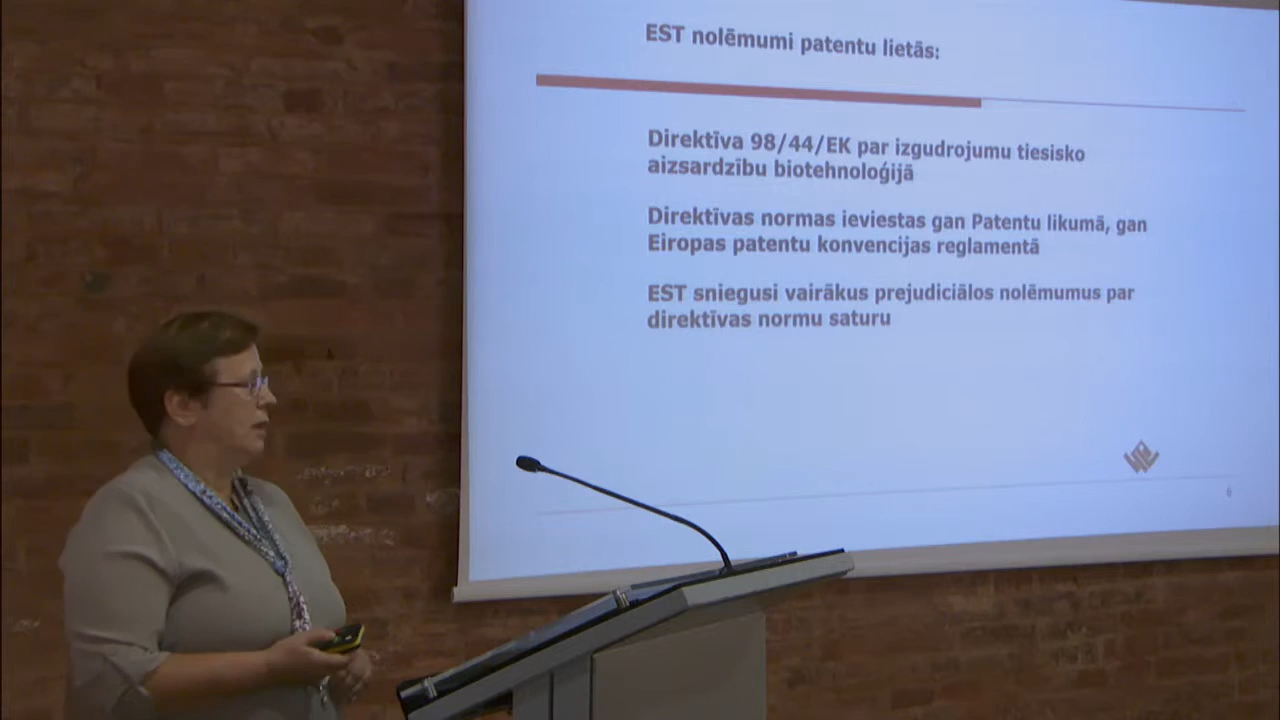 EST nolēmumi patentu lietās:
Direktīva 98/44/EK par izgudrojumu tiesisko
aizsardzību biotehnoloģijā
Direktīvas normas ieviestas gan Patentu likumā, gan
Eiropas patentu konvencijas reglamentā
EST sniegusi vairākus prejudiciālos nolēmumus par
direktīvas normu saturu
6